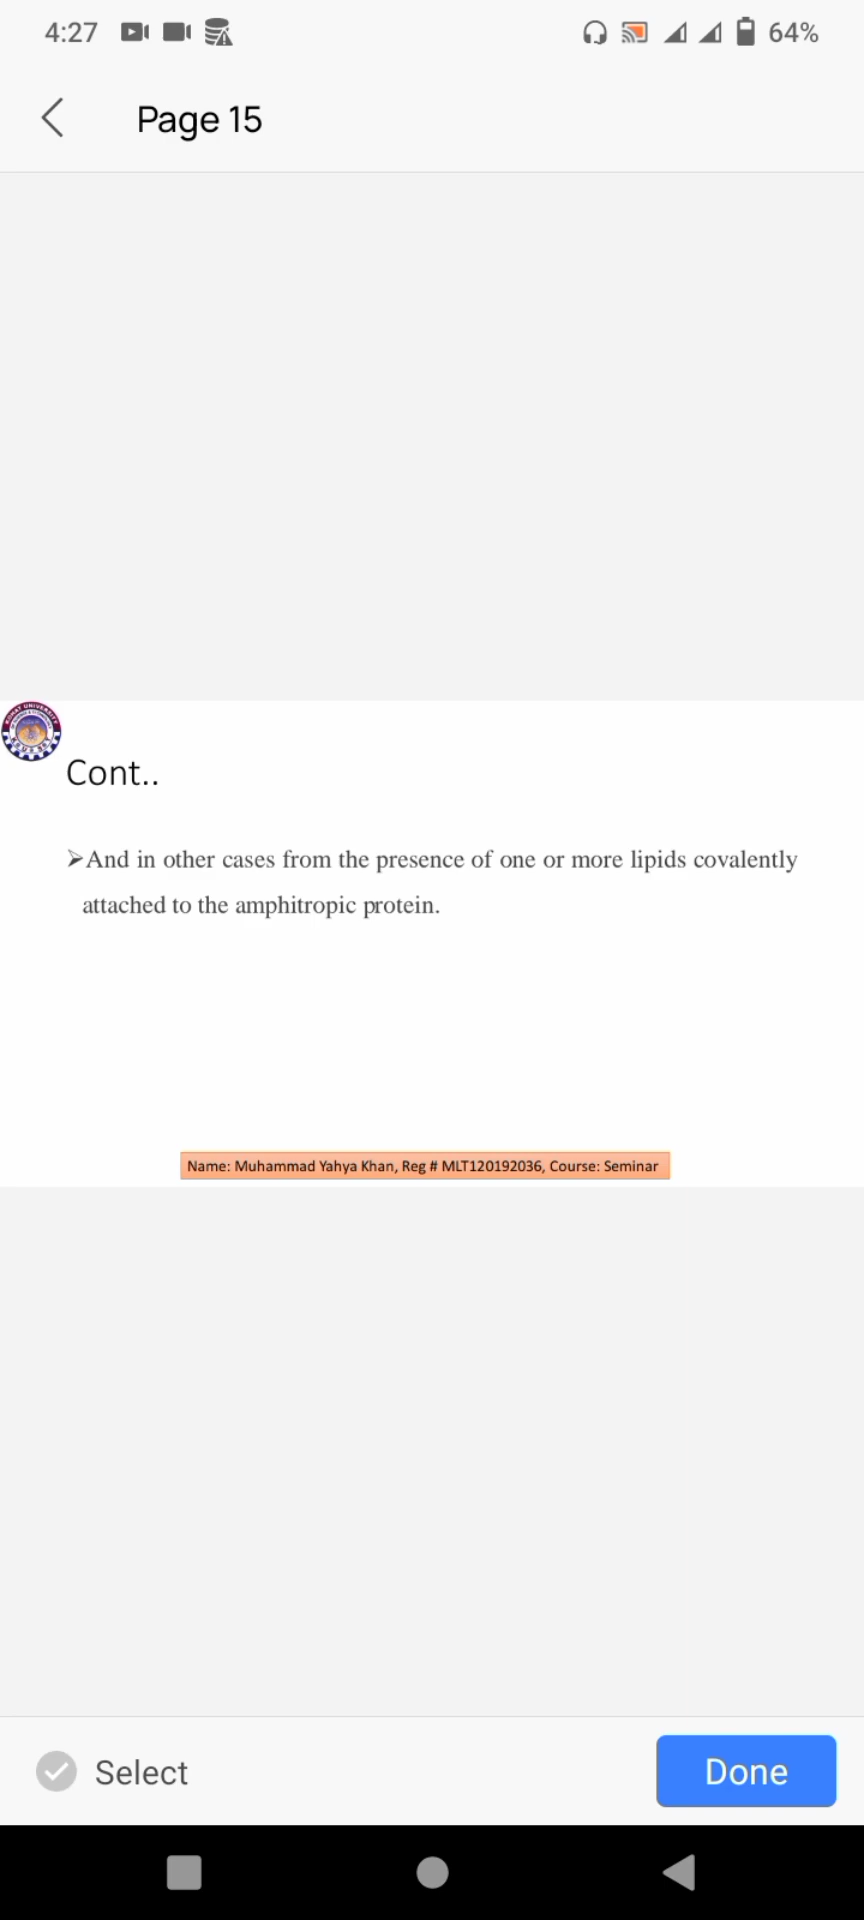 4:27
64%
Page 15
Cont..
➢And in other cases from the presence of one or more lipids covalently
attached to the amphitropic protein.
Name: Muhammad Yahya Khan, Reg # MLT120192036, Course: Seminar
Select
Done